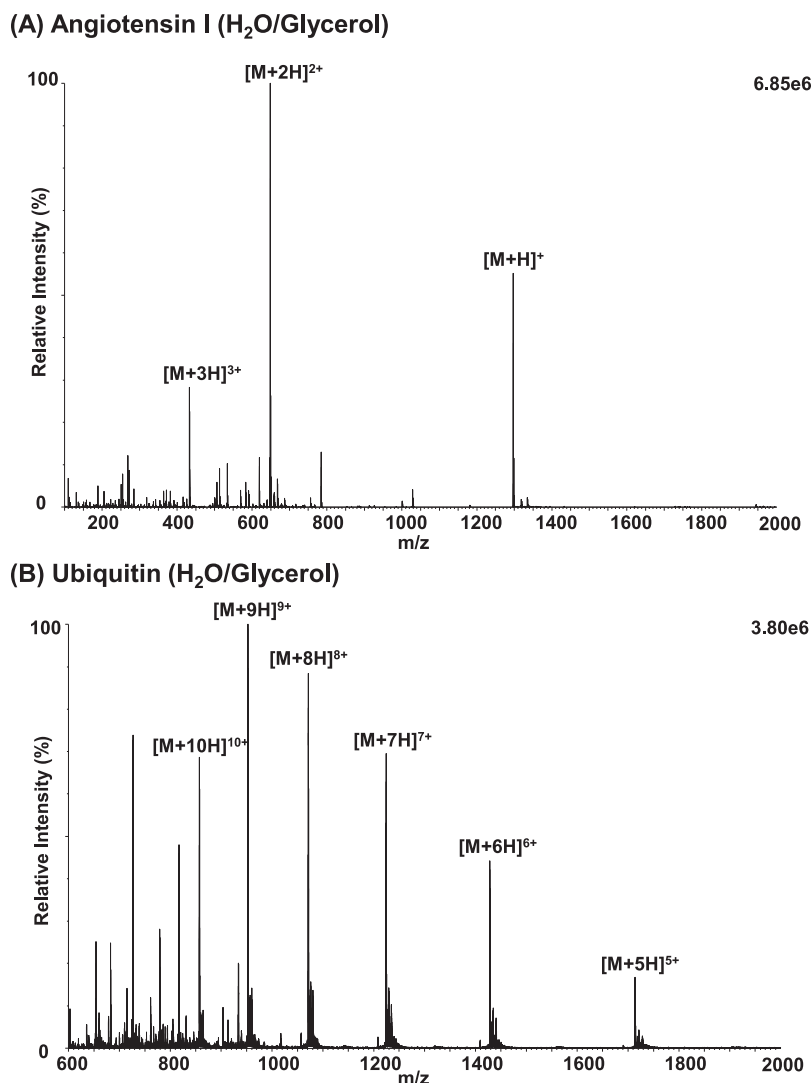 (A) Angiotensin I (H₂O/Glycerol)
[M+2H]²⁺
100
6.85e6
[M+H]⁺
Relative Intensity (%)
[M+3H]³⁺
0
200 400 600 800 1000 1200 1400 1600 1800 2000
m/z
(B) Ubiquitin (H₂O/Glycerol)
[M+9H]⁹⁺
100
3.80e6
[M+8H]⁸⁺
[M+10H]¹⁰⁺
[M+7H]⁷⁺
Relative Intensity (%)
[M+6H]⁶⁺
[M+5H]⁵⁺
0
600 800 1000 1200 1400 1600 1800 2000
m/z